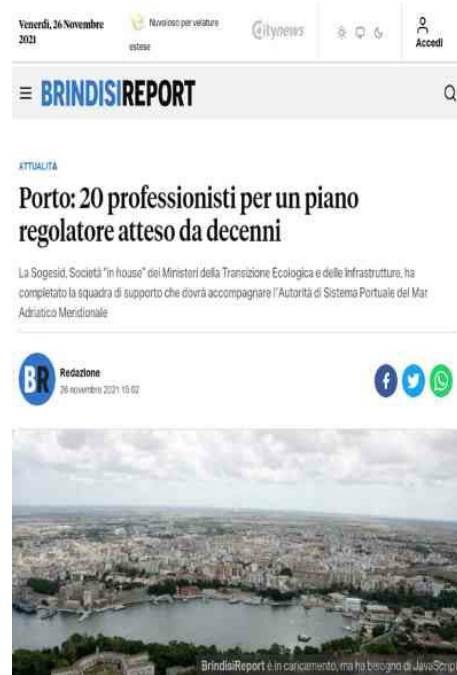 Venerdì, 26 Novembre
2021
Nuvoloso per velature
estese
Citynews
Accedi
BRINDISIREPORT
ATTUALITÀ
Porto: 20 professionisti per un piano
regolatore atteso da decenni
La Sogesid, Società "in house" dei Ministeri della Transizione Ecologica e delle Infrastrutture, ha
completato la squadra di supporto che dovrà accompagnare l'Autorità di Sistema Portuale del Mar
Adriatico Meridionale
BR
Redazione
26 novembre 2021 15:02
BrindisiReport è in caricamento, ma ha bisogno di JavaScript